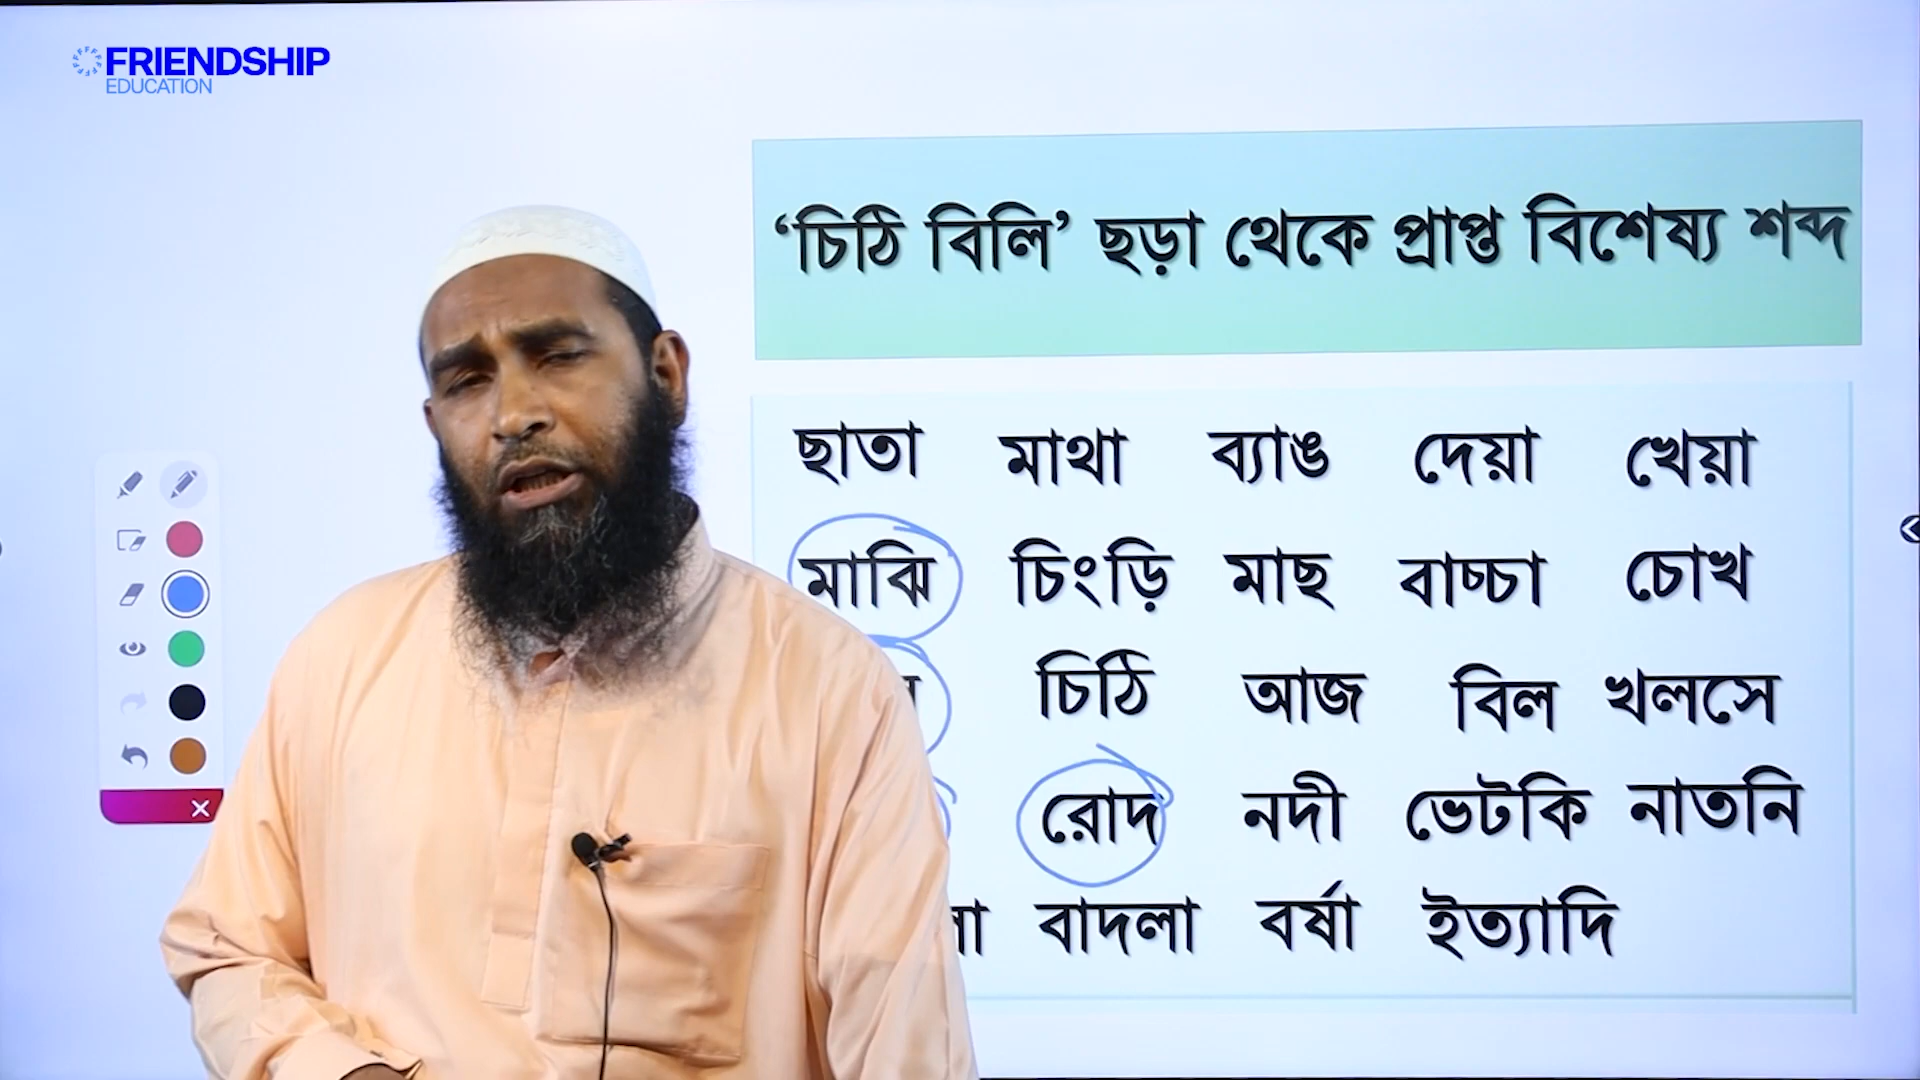 FRIENDSHIP
EDUCATION
‘চিঠি বিলি’ ছড়া থেকে প্রাপ্ত বিশেষ্য শব্দ
ছাতা মাথা ব্যাঙ দেয়া খেয়া
মাঝি চিংড়ি মাছ বাচ্চা চোখ
চিঠি আজ বিল খলসে
রোদ নদী ভেটকি নাতনি
বাদলা বর্ষা ইত্যাদি